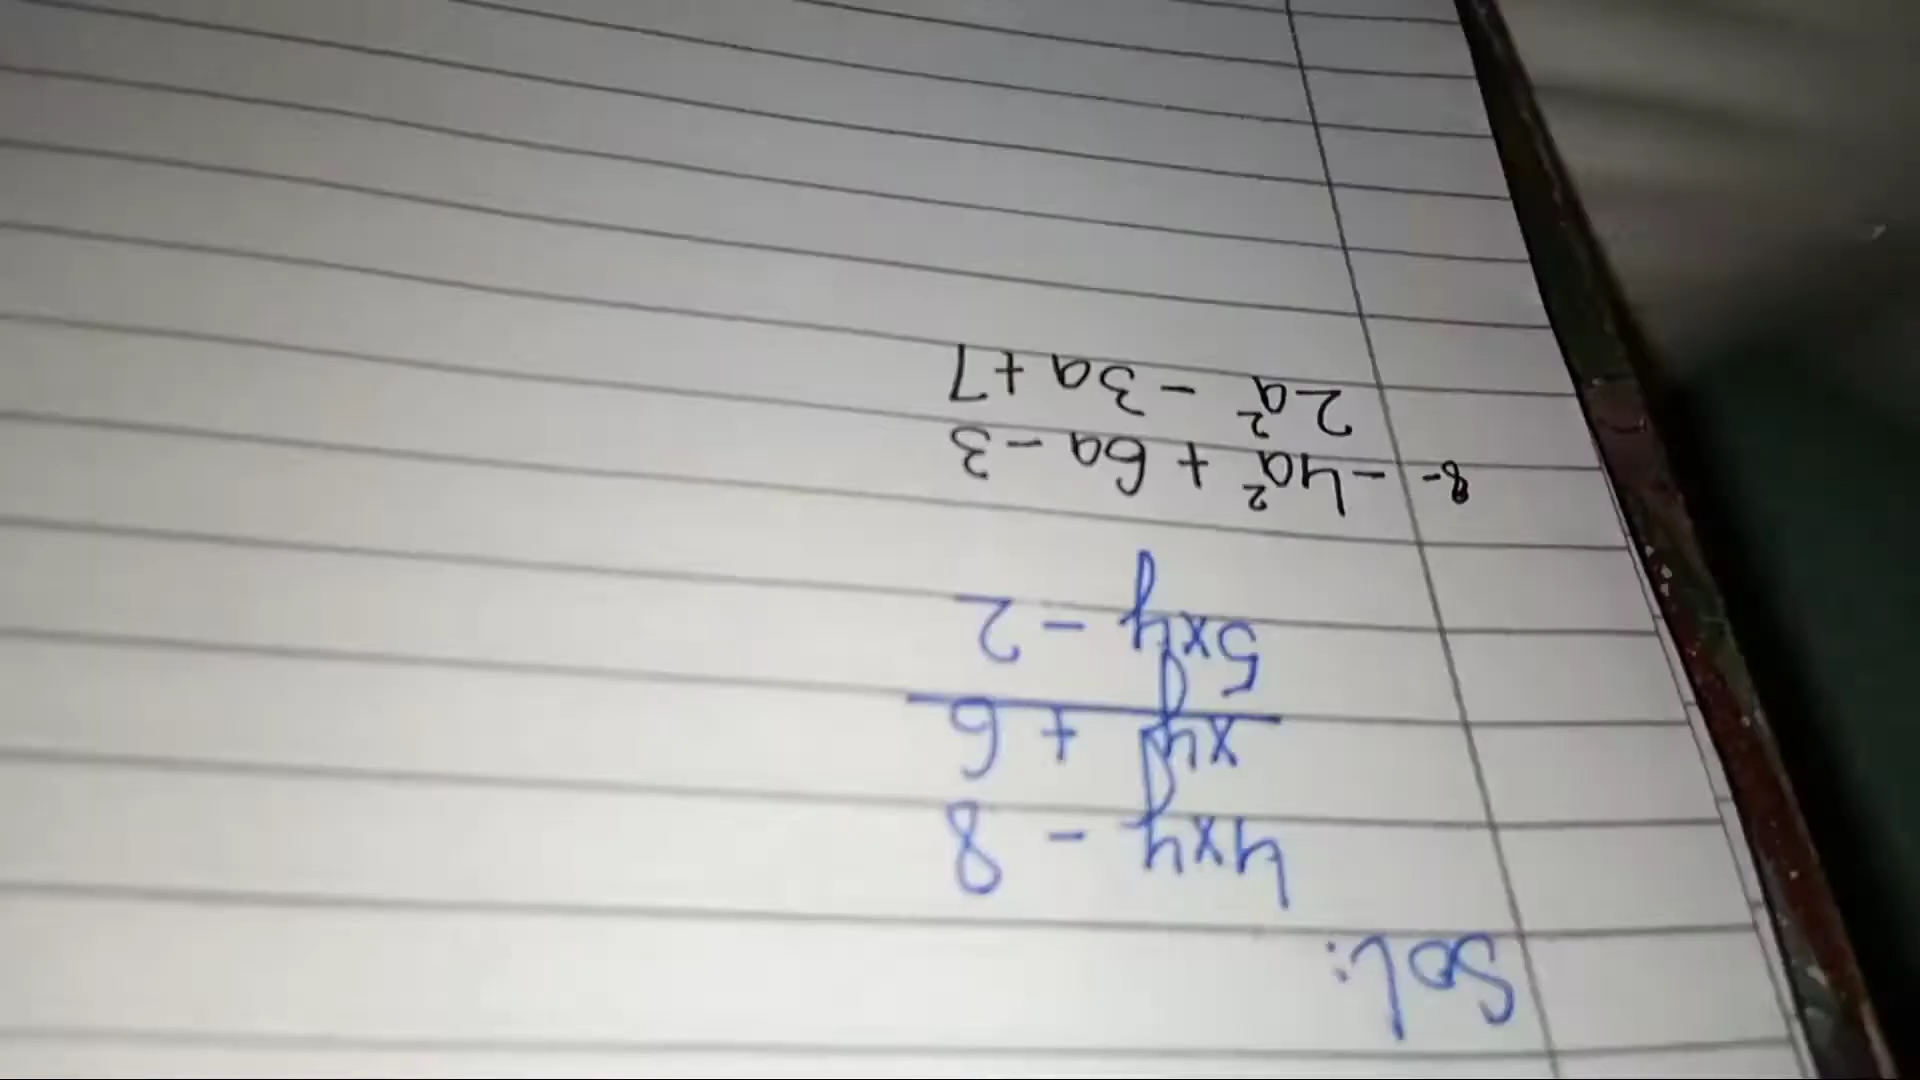 Sol:
4xy - 8
xy + 6
5xy - 2
8- -4a² + 6a - 3
2a² - 3a + 7